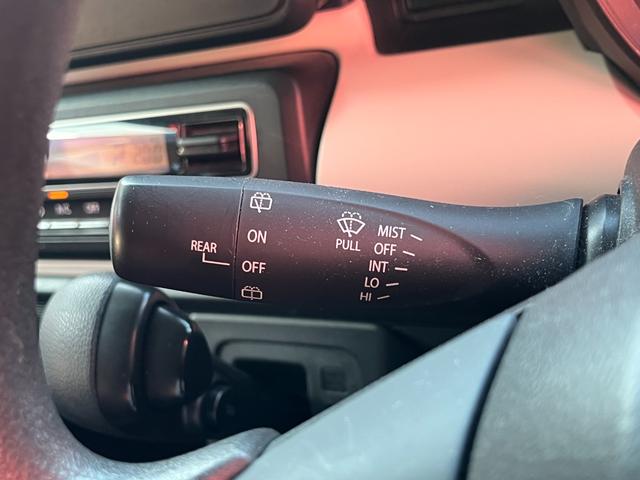 REAR
ON
OFF
PULL
MIST
OFF
INT
LO
HI